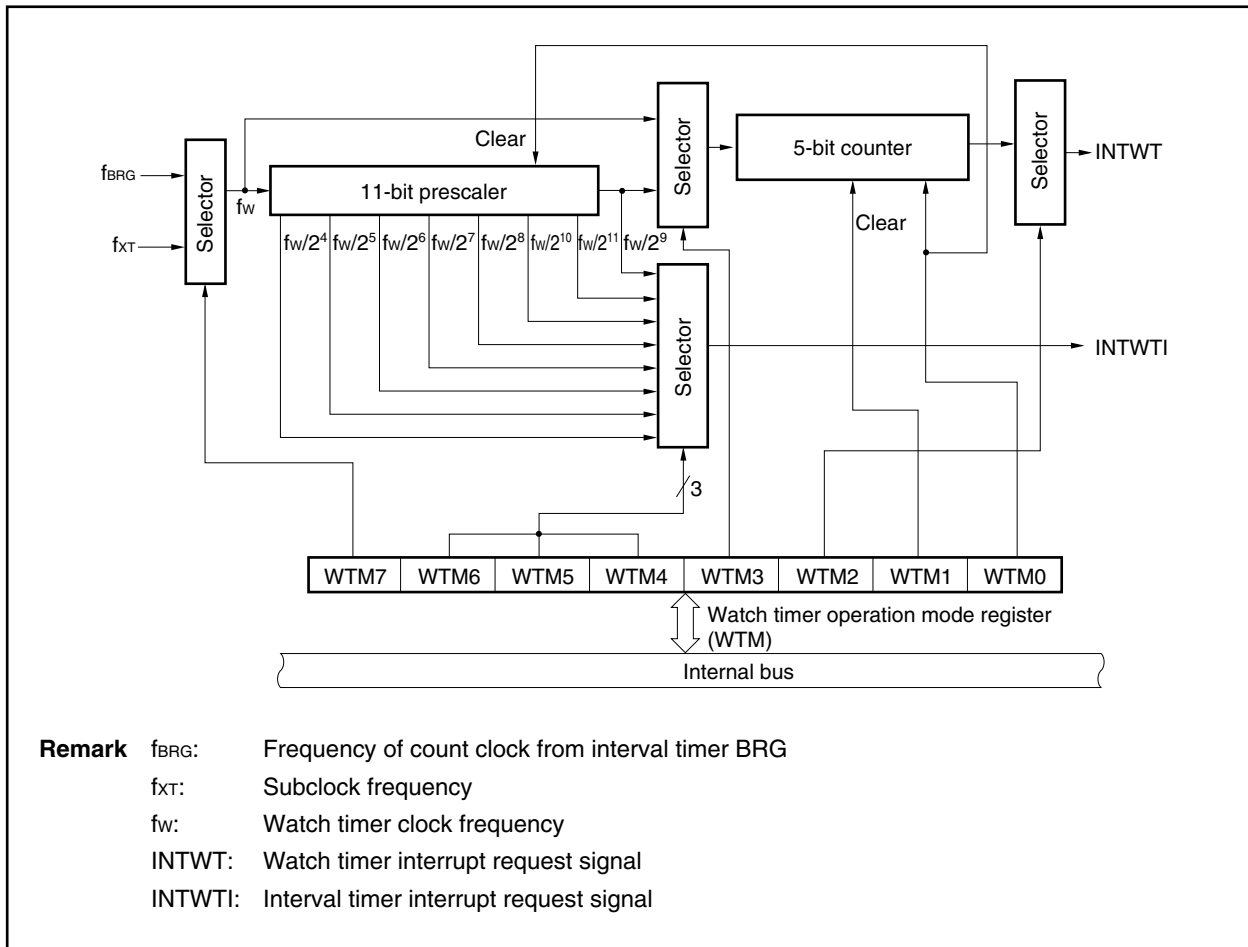 Clear
Selector
Selector
5-bit counter
Selector
INTWT
fBRG
fXT
Selector
fW
11-bit prescaler
Clear
fW/2⁴ fW/2⁵ fW/2⁶ fW/2⁷ fW/2⁸ fW/2¹⁰ fW/2¹¹ fW/2⁹
INTWTI
3
WTM7 WTM6 WTM5 WTM4 WTM3 WTM2 WTM1 WTM0
Watch timer operation mode register
(WTM)
Internal bus
Remark fBRG: Frequency of count clock from interval timer BRG
fXT: Subclock frequency
fW: Watch timer clock frequency
INTWT: Watch timer interrupt request signal
INTWTI: Interval timer interrupt request signal